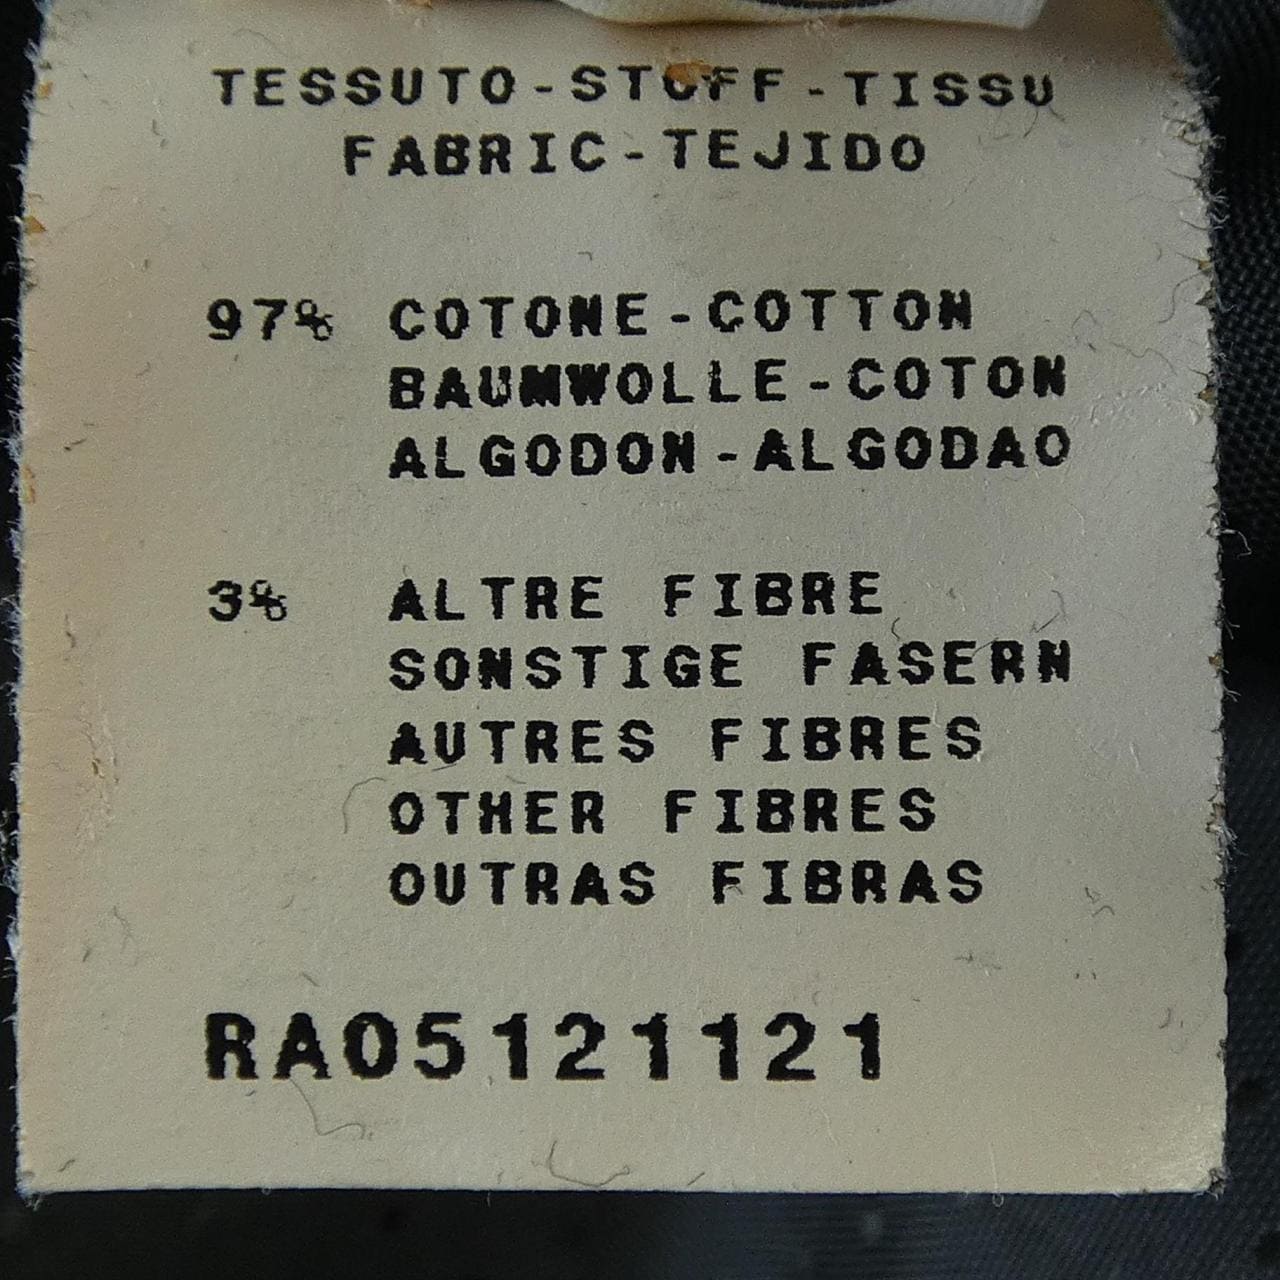 TESSUTO-STOFF-TISSU
FABRIC-TEJIDO
97% COTONE-COTTON
BAUMWOLLE-COTON
ALGODON-ALGODAO
3% ALTRE FIBRE
SONSTIGE FASERN
AUTRES FIBRES
OTHER FIBRES
OUTRAS FIBRAS
RA05121121